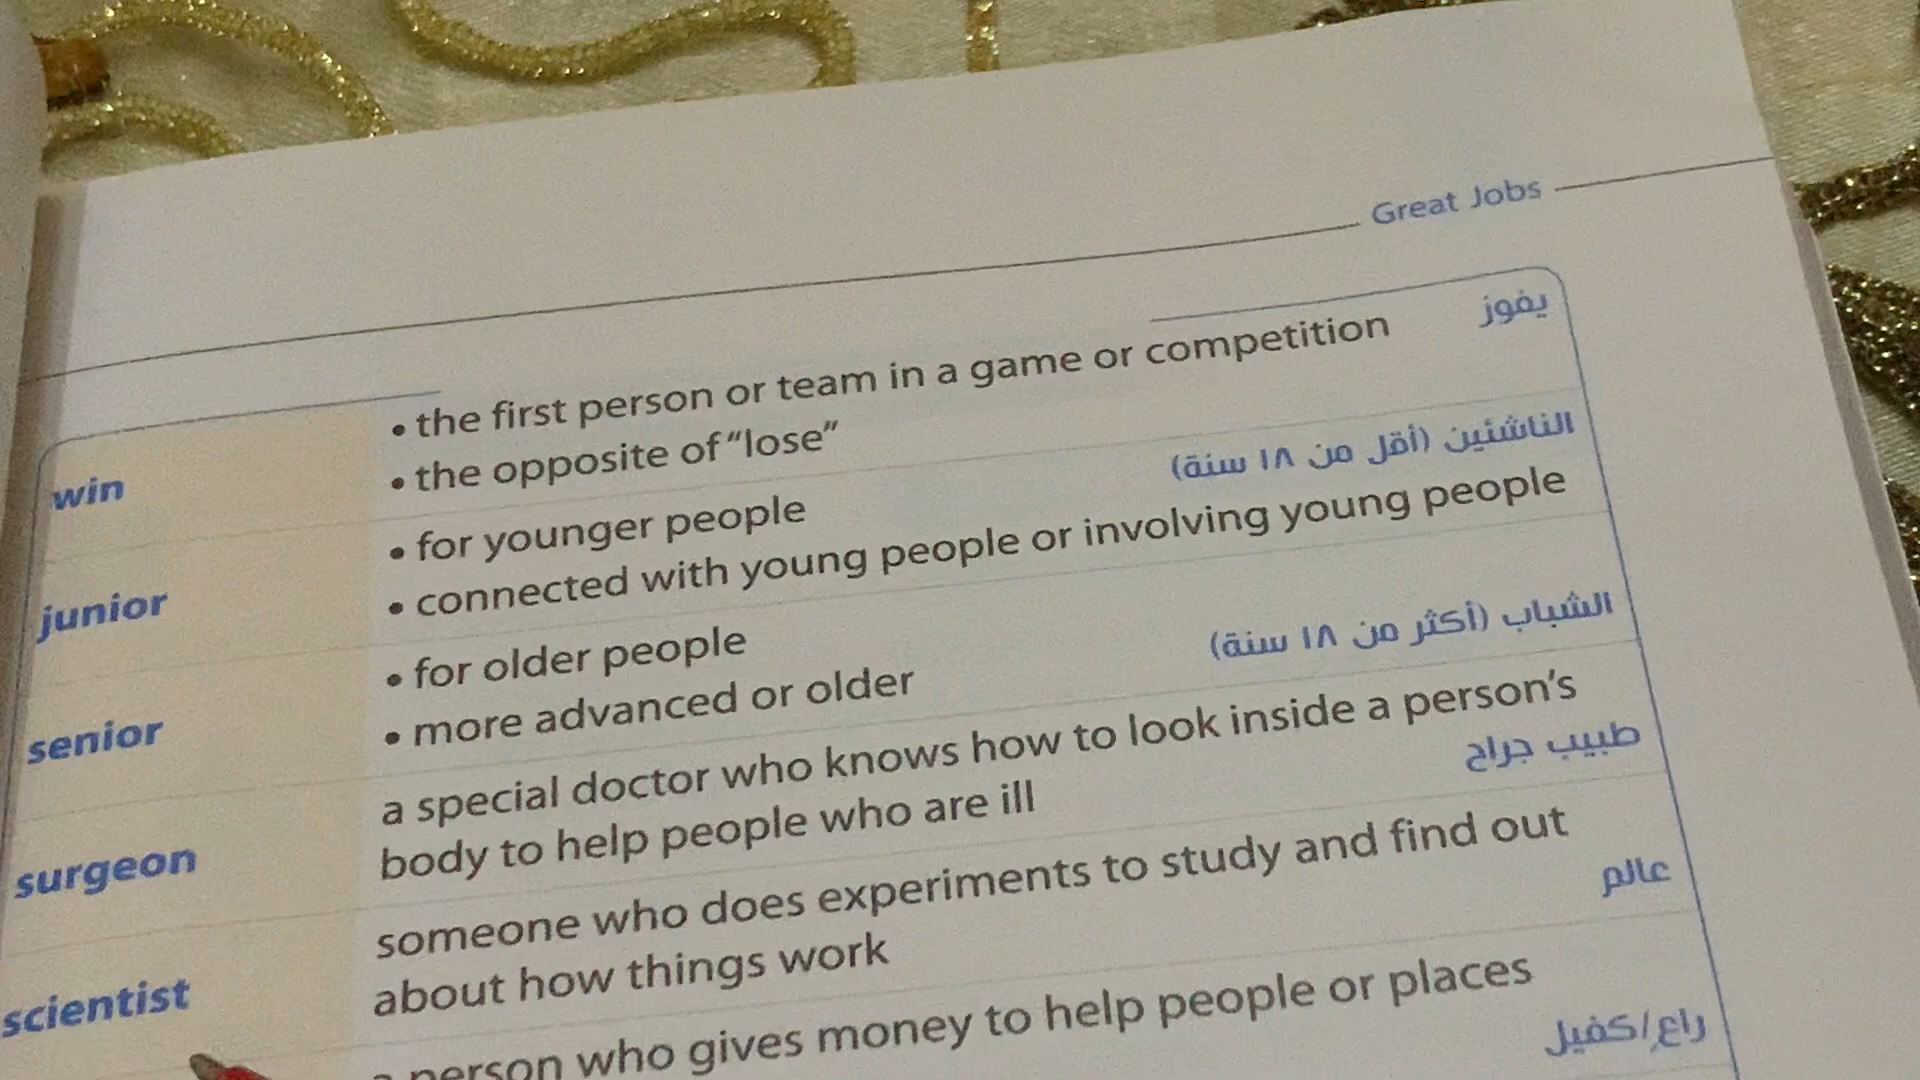 Great Jobs
win
• the first person or team in a game or competition يفوز
• the opposite of “lose”
junior
• for younger people الناشئين (أقل من ١٨ سنة)
• connected with young people or involving young people
senior
• for older people
• more advanced or older الشباب (أكثر من ١٨ سنة)
surgeon
a special doctor who knows how to look inside a person’s
body to help people who are ill طبيب جراح
scientist
someone who does experiments to study and find out
about how things work عالم
a person who gives money to help people or places
راعٍ/كفيل